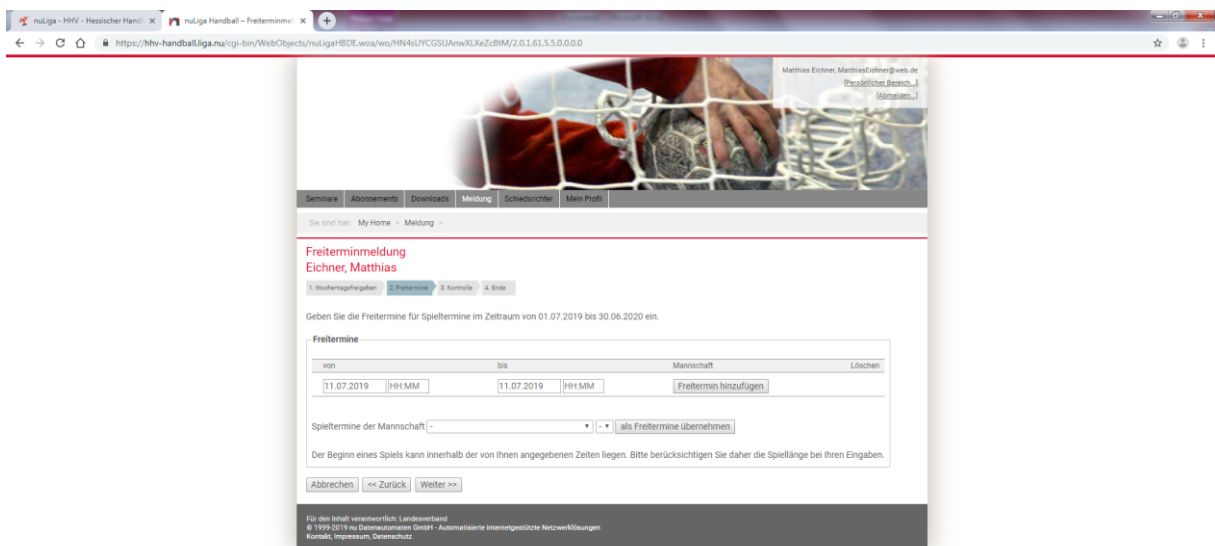 nuLiga - HHV - Hessischer Handb
nuLiga Handball – Freiterminmel
https://hhv-handball.liga.nu/cgi-bin/WebObjects/nuLigaHBDE.woa/wo/HN4sUYCGSUAnwXLXeZcBtM/2.0.1.61.5.5.0.0.0.0
Matthias Eichner, MatthiasEichner@web.de
[Persönlicher Bereich...]
[Abmelden...]
Seminare Abonnements Downloads Meldung Schiedsrichter Mein Profil
Sie sind hier: My Home > Meldung >
Freiterminmeldung
Eichner, Matthias
1. Wochentagsfreigaben 2. Freitermine 3. Kontrolle 4. Ende
Geben Sie die Freitermine für Spieltermine im Zeitraum von 01.07.2019 bis 30.06.2020 ein.
Freitermine
von bis Mannschaft Löschen
11.07.2019 HH:MM 11.07.2019 HH:MM Freitermin hinzufügen
Spieltermine der Mannschaft - - als Freitermine übernehmen
Der Beginn eines Spiels kann innerhalb der von Ihnen angegebenen Zeiten liegen. Bitte berücksichtigen Sie daher die Spiellänge bei Ihren Eingaben.
Abbrechen << Zurück Weiter >>
Für den Inhalt verantwortlich: Landesverband
© 1999-2019 nu Datenautomaten GmbH - Automatisierte internetgestützte Netzwerklösungen
Kontakt, Impressum, Datenschutz